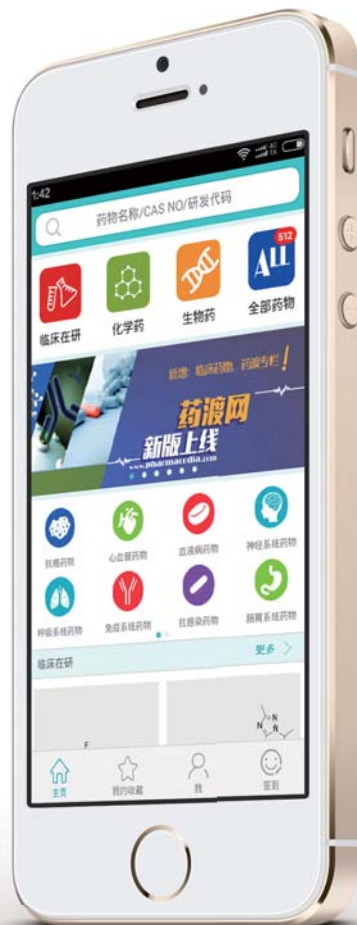 1:42
药物名称/CAS NO/研发代码
512
ALL
临床在研
化学药
生物药
全部药物
新增：临床药物、药渡专栏！
药渡网
新版上线
www.pharmacodia.com
抗癌药物
心血管药物
血液病药物
神经系统药物
呼吸系统药物
免疫系统药物
抗感染药物
肠胃系统药物
临床在研
更多 >
F
N
N
N
主页
我的收藏
我
签到